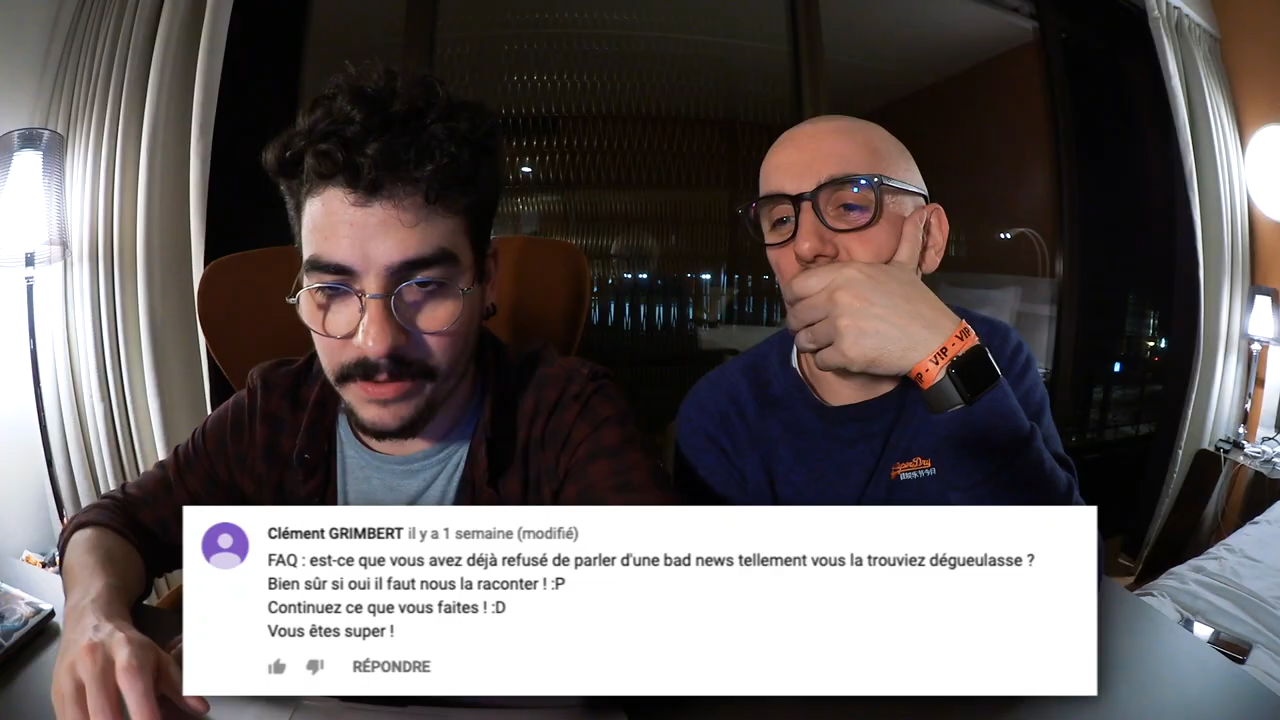 P - VIP - VIP
SuperDry
Clément GRIMBERT il y a 1 semaine (modifié)
FAQ : est-ce que vous avez déjà refusé de parler d'une bad news tellement vous la trouviez dégueulasse ?
Bien sûr si oui il faut nous la raconter ! :P
Continuez ce que vous faites ! :D
Vous êtes super !
RÉPONDRE